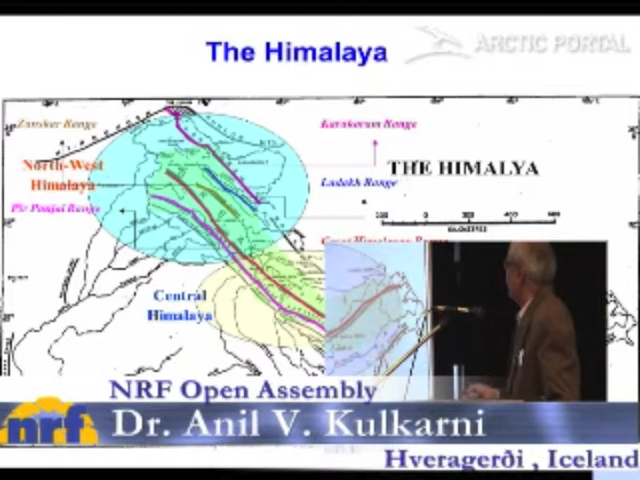 The Himalaya
ARCTIC PORTAL
Zanskar Range
Karakoram Range
North-West
Himalaya
THE HIMALYA
Ladakh Range
Pir Panjal Range
Central
Himalaya
NRF Open Assembly
nrf
Dr. Anil V. Kulkarni
Hveragerði , Iceland